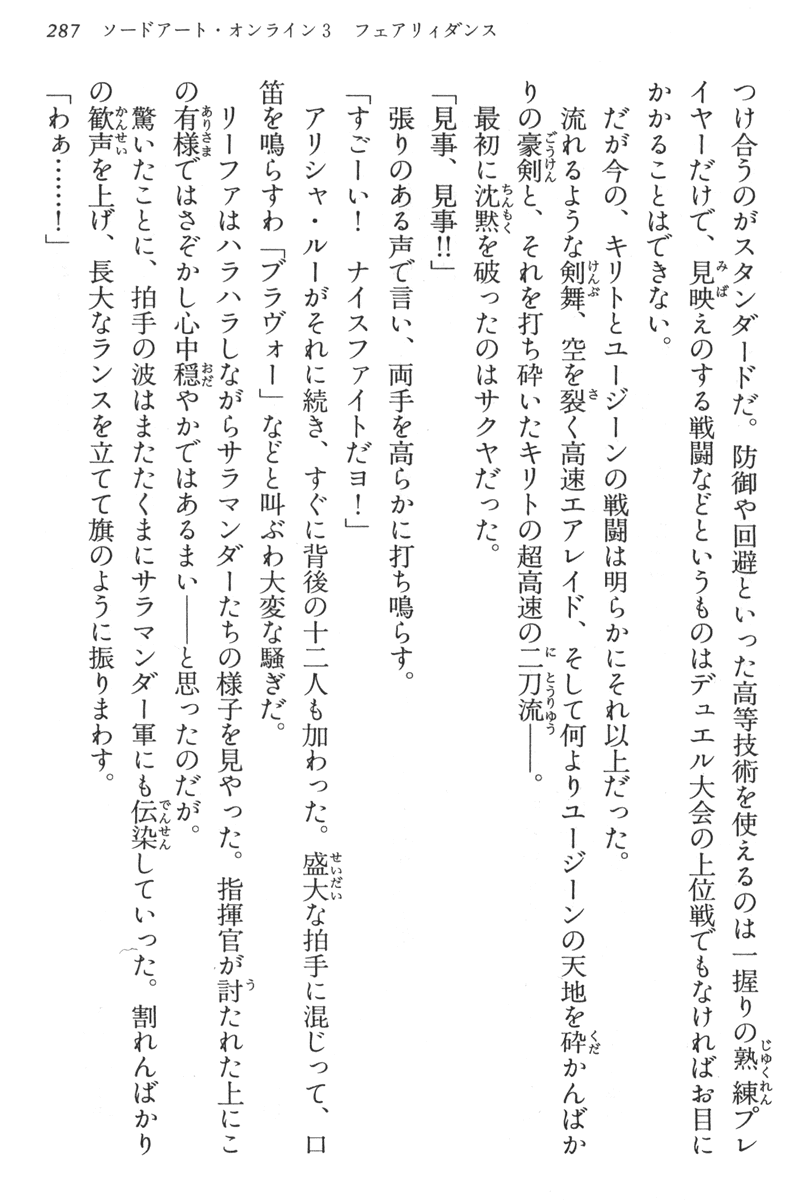 287 ソードアート・オンライン3 フェアリィダンス
つけ合うのがスタンダードだ。防御や回避といった高等技術を使えるのは一握りの熟練プレ
イヤーだけで、見映えのする戦闘などというものはデュエル大会の上位戦でもなければお目に
かかることはできない。
だが今の、キリトとユージーンの戦闘は明らかにそれ以上だった。
流れるような剣舞、空を裂く高速エアレイド、そして何よりユージーンの天地を砕かんばか
りの豪剣と、それを打ち砕いたキリトの超高速の二刀流――。
最初に沈黙を破ったのはサクヤだった。
「見事、見事!!」
張りのある声で言い、両手を高らかに打ち鳴らす。
「すごーい! ナイスファイトだヨ!」
アリシャ・ルーがそれに続き、すぐに背後の十二人も加わった。盛大な拍手に混じって、口
笛を鳴らすわ「ブラヴォー」などと叫ぶわ大変な騒ぎだ。
リーファはハラハラしながらサラマンダーたちの様子を見やった。指揮官が討たれた上にこ
の有様ではさぞかし心中穏やかではあるまい――と思ったのだが。
驚いたことに、拍手の波はまたたくまにサラマンダー軍にも伝染していった。割れんばかり
の歓声を上げ、長大なランスを立てて旗のように振りまわす。
「わぁ……!」